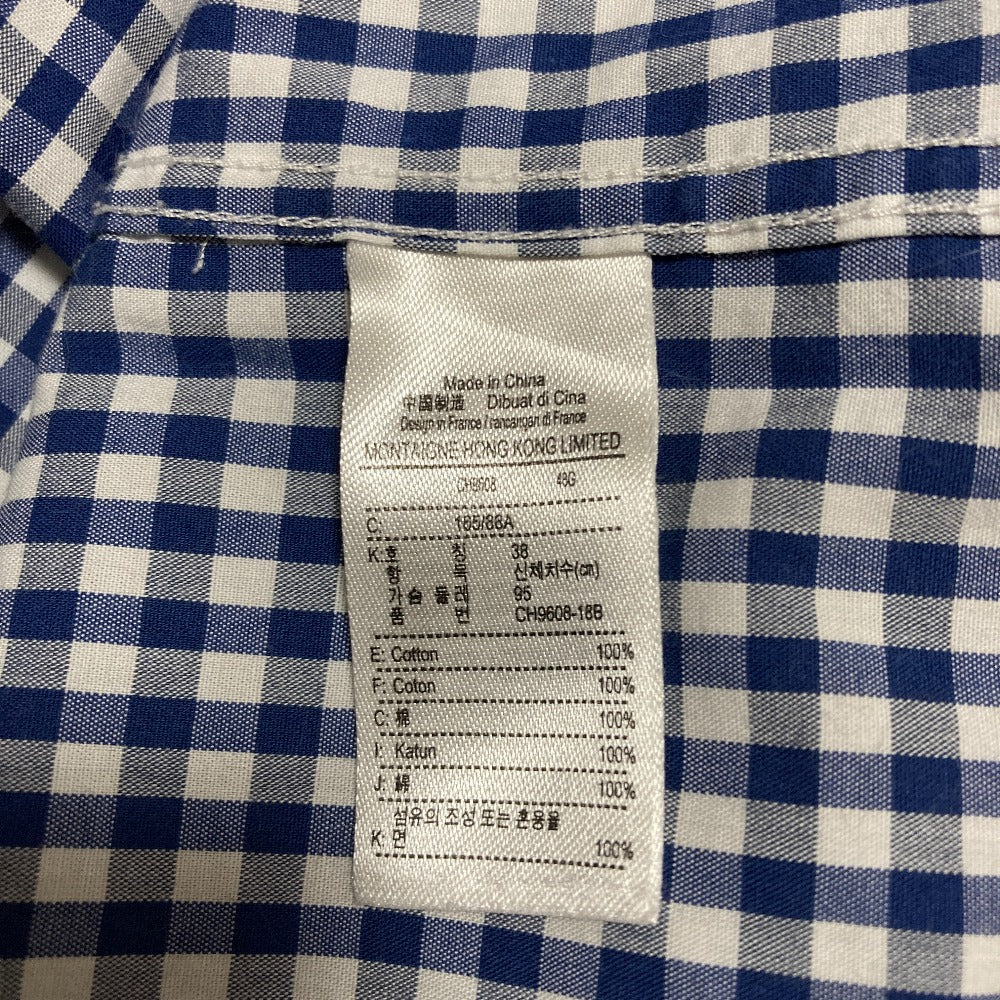 Made in China
中國制造 Dibuat di Cina
Design in France / rancangan di France
MONTAIGNE HONG KONG LIMITED
CH9608 48G
C: 165/88A
K: 호 칭 38
항 목 신체치수(㎝)
가 슴 둘 레 95
품 번 CH9608-18B
E: Cotton 100%
F: Coton 100%
C: 棉 100%
I: Katun 100%
J: 綿 100%
섬유의 조성 또는 혼용율
K: 면 100%